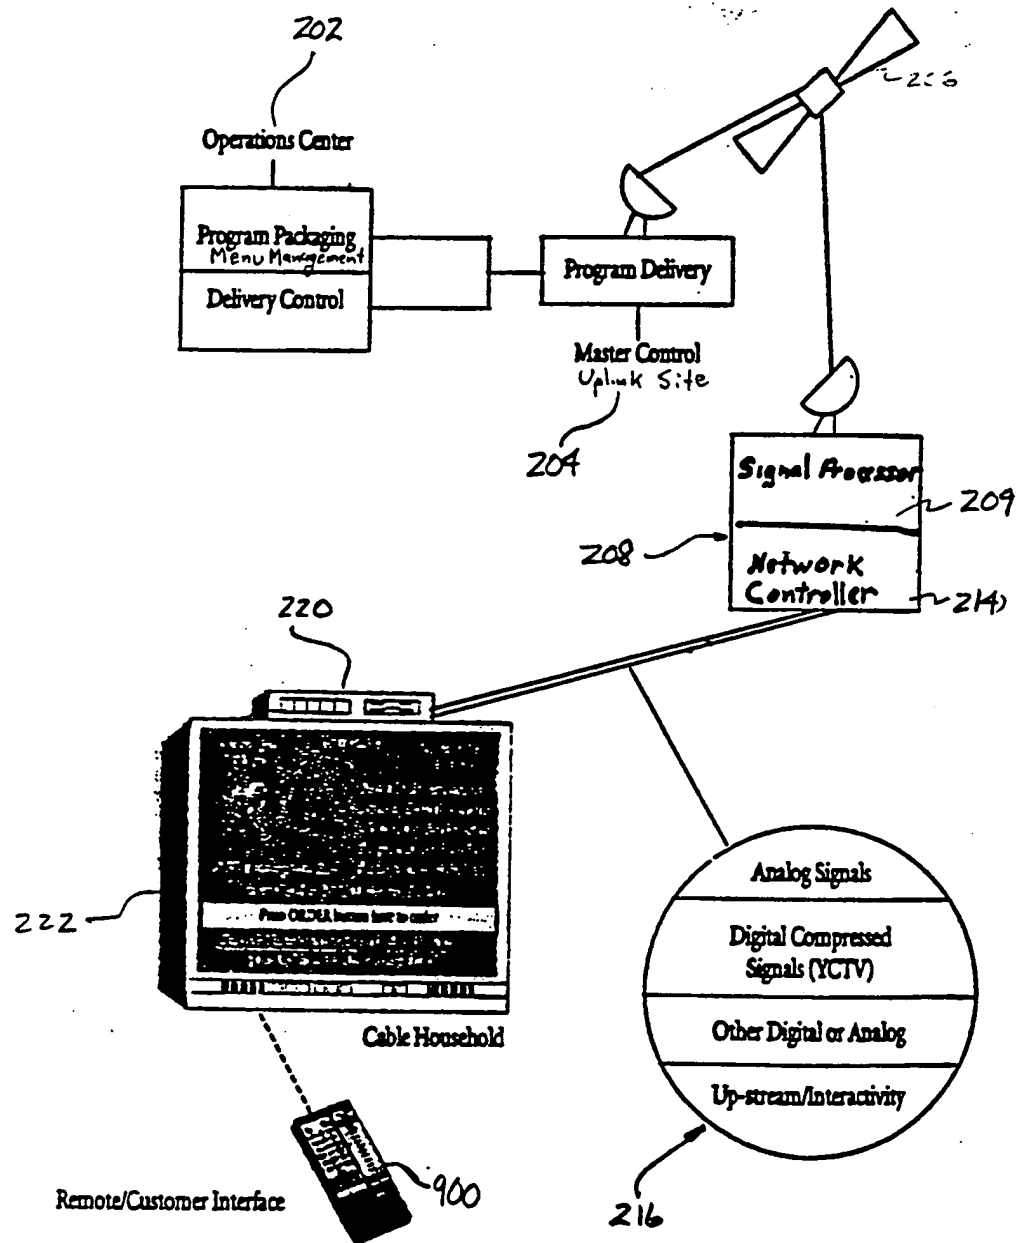 202
Operations Center
Program Packaging
Menu Management
Delivery Control
Program Delivery
Master Control
Uplink Site
204
Signal Processor
209
208
Network
Controller
214
220
222
Press ORDER button here to order
Cable Household
Analog Signals
Digital Compressed
Signals (YCTV)
Other Digital or Analog
Up-stream/Interactivity
216
900
Remote/Customer Interface